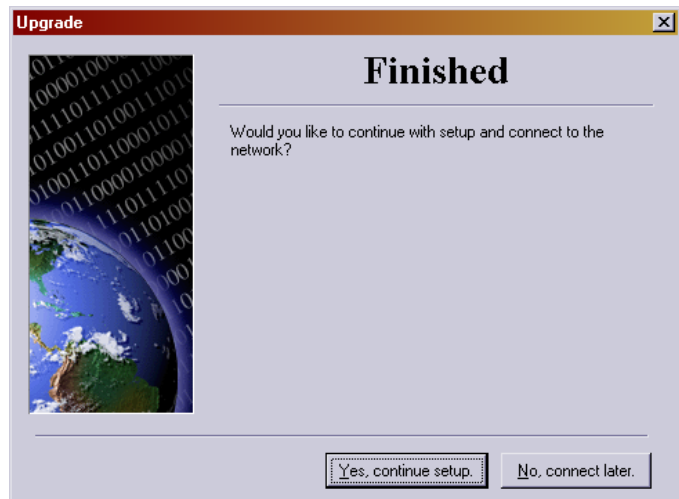 Upgrade
Finished
Would you like to continue with setup and connect to the
network?
Yes, continue setup.
No, connect later.